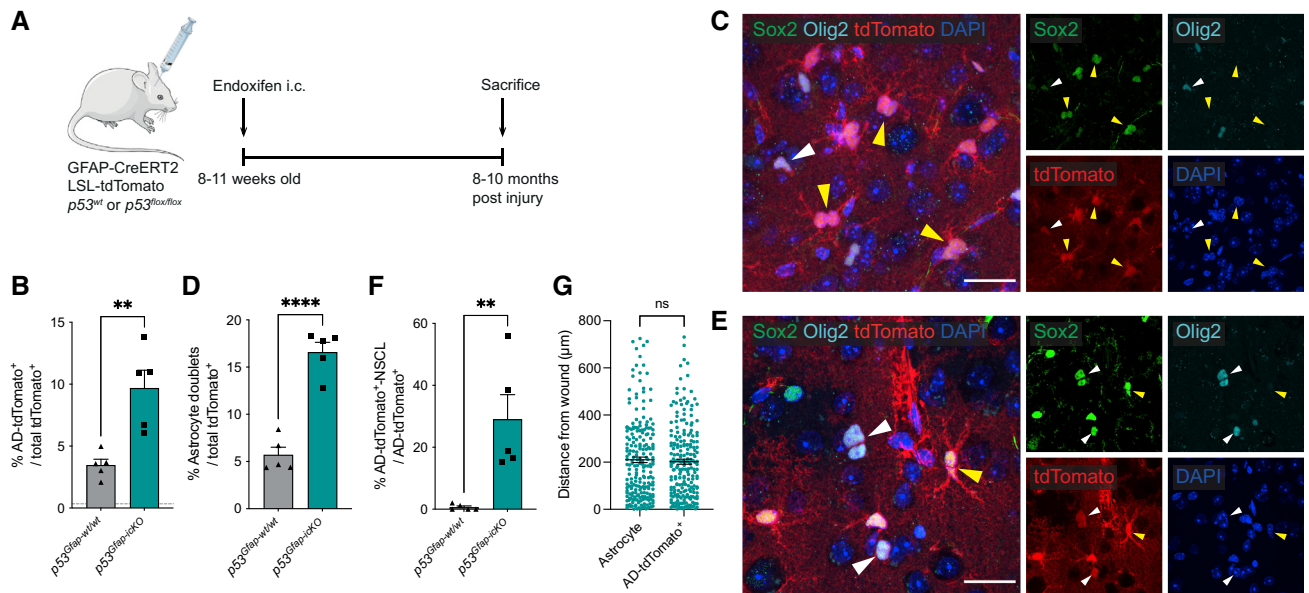 A
Endoxifen i.c.
Sacrifice
GFAP-CreERT2
LSL-tdTomato
p53wt or p53flox/flox
8-11 weeks old
8-10 months
post injury
B
**
% AD-tdTomato+
/ total tdTomato+
15
10
5
0
p53Gfap-wt/wt
p53Gfap-icKO
D
****
% Astrocyte doublets
/ total tdTomato+
20
15
10
5
0
p53Gfap-wt/wt
p53Gfap-icKO
F
**
% AD-tdTomato+-NSCL
/ AD-tdTomato+
60
40
20
0
p53Gfap-wt/wt
p53Gfap-icKO
G
ns
Distance from wound (µm)
800
600
400
200
0
Astrocyte
AD-tdTomato+
C
Sox2 Olig2 tdTomato DAPI
Sox2
Olig2
tdTomato
DAPI
E
Sox2 Olig2 tdTomato DAPI
Sox2
Olig2
tdTomato
DAPI